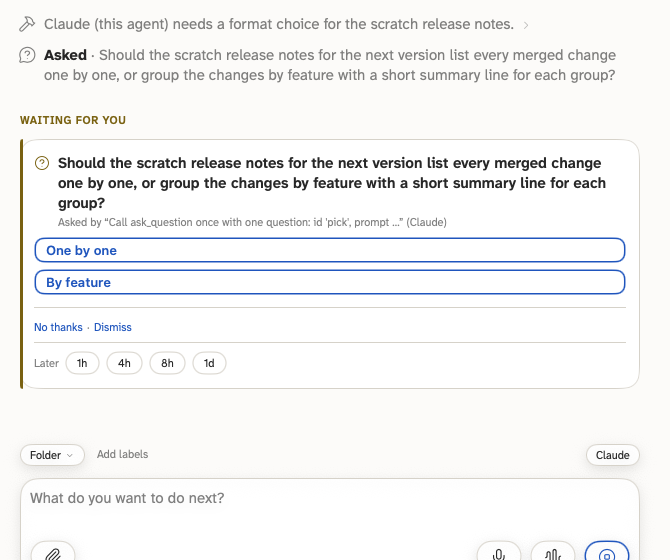 Claude (this agent) needs a format choice for the scratch release notes.
Asked · Should the scratch release notes for the next version list every merged change
one by one, or group the changes by feature with a short summary line for each group?
WAITING FOR YOU
Should the scratch release notes for the next version list every merged change
one by one, or group the changes by feature with a short summary line for each
group?
Asked by “Call ask_question once with one question: id 'pick', prompt ...” (Claude)
One by one
By feature
No thanks · Dismiss
Later 1h 4h 8h 1d
Folder Add labels Claude
What do you want to do next?